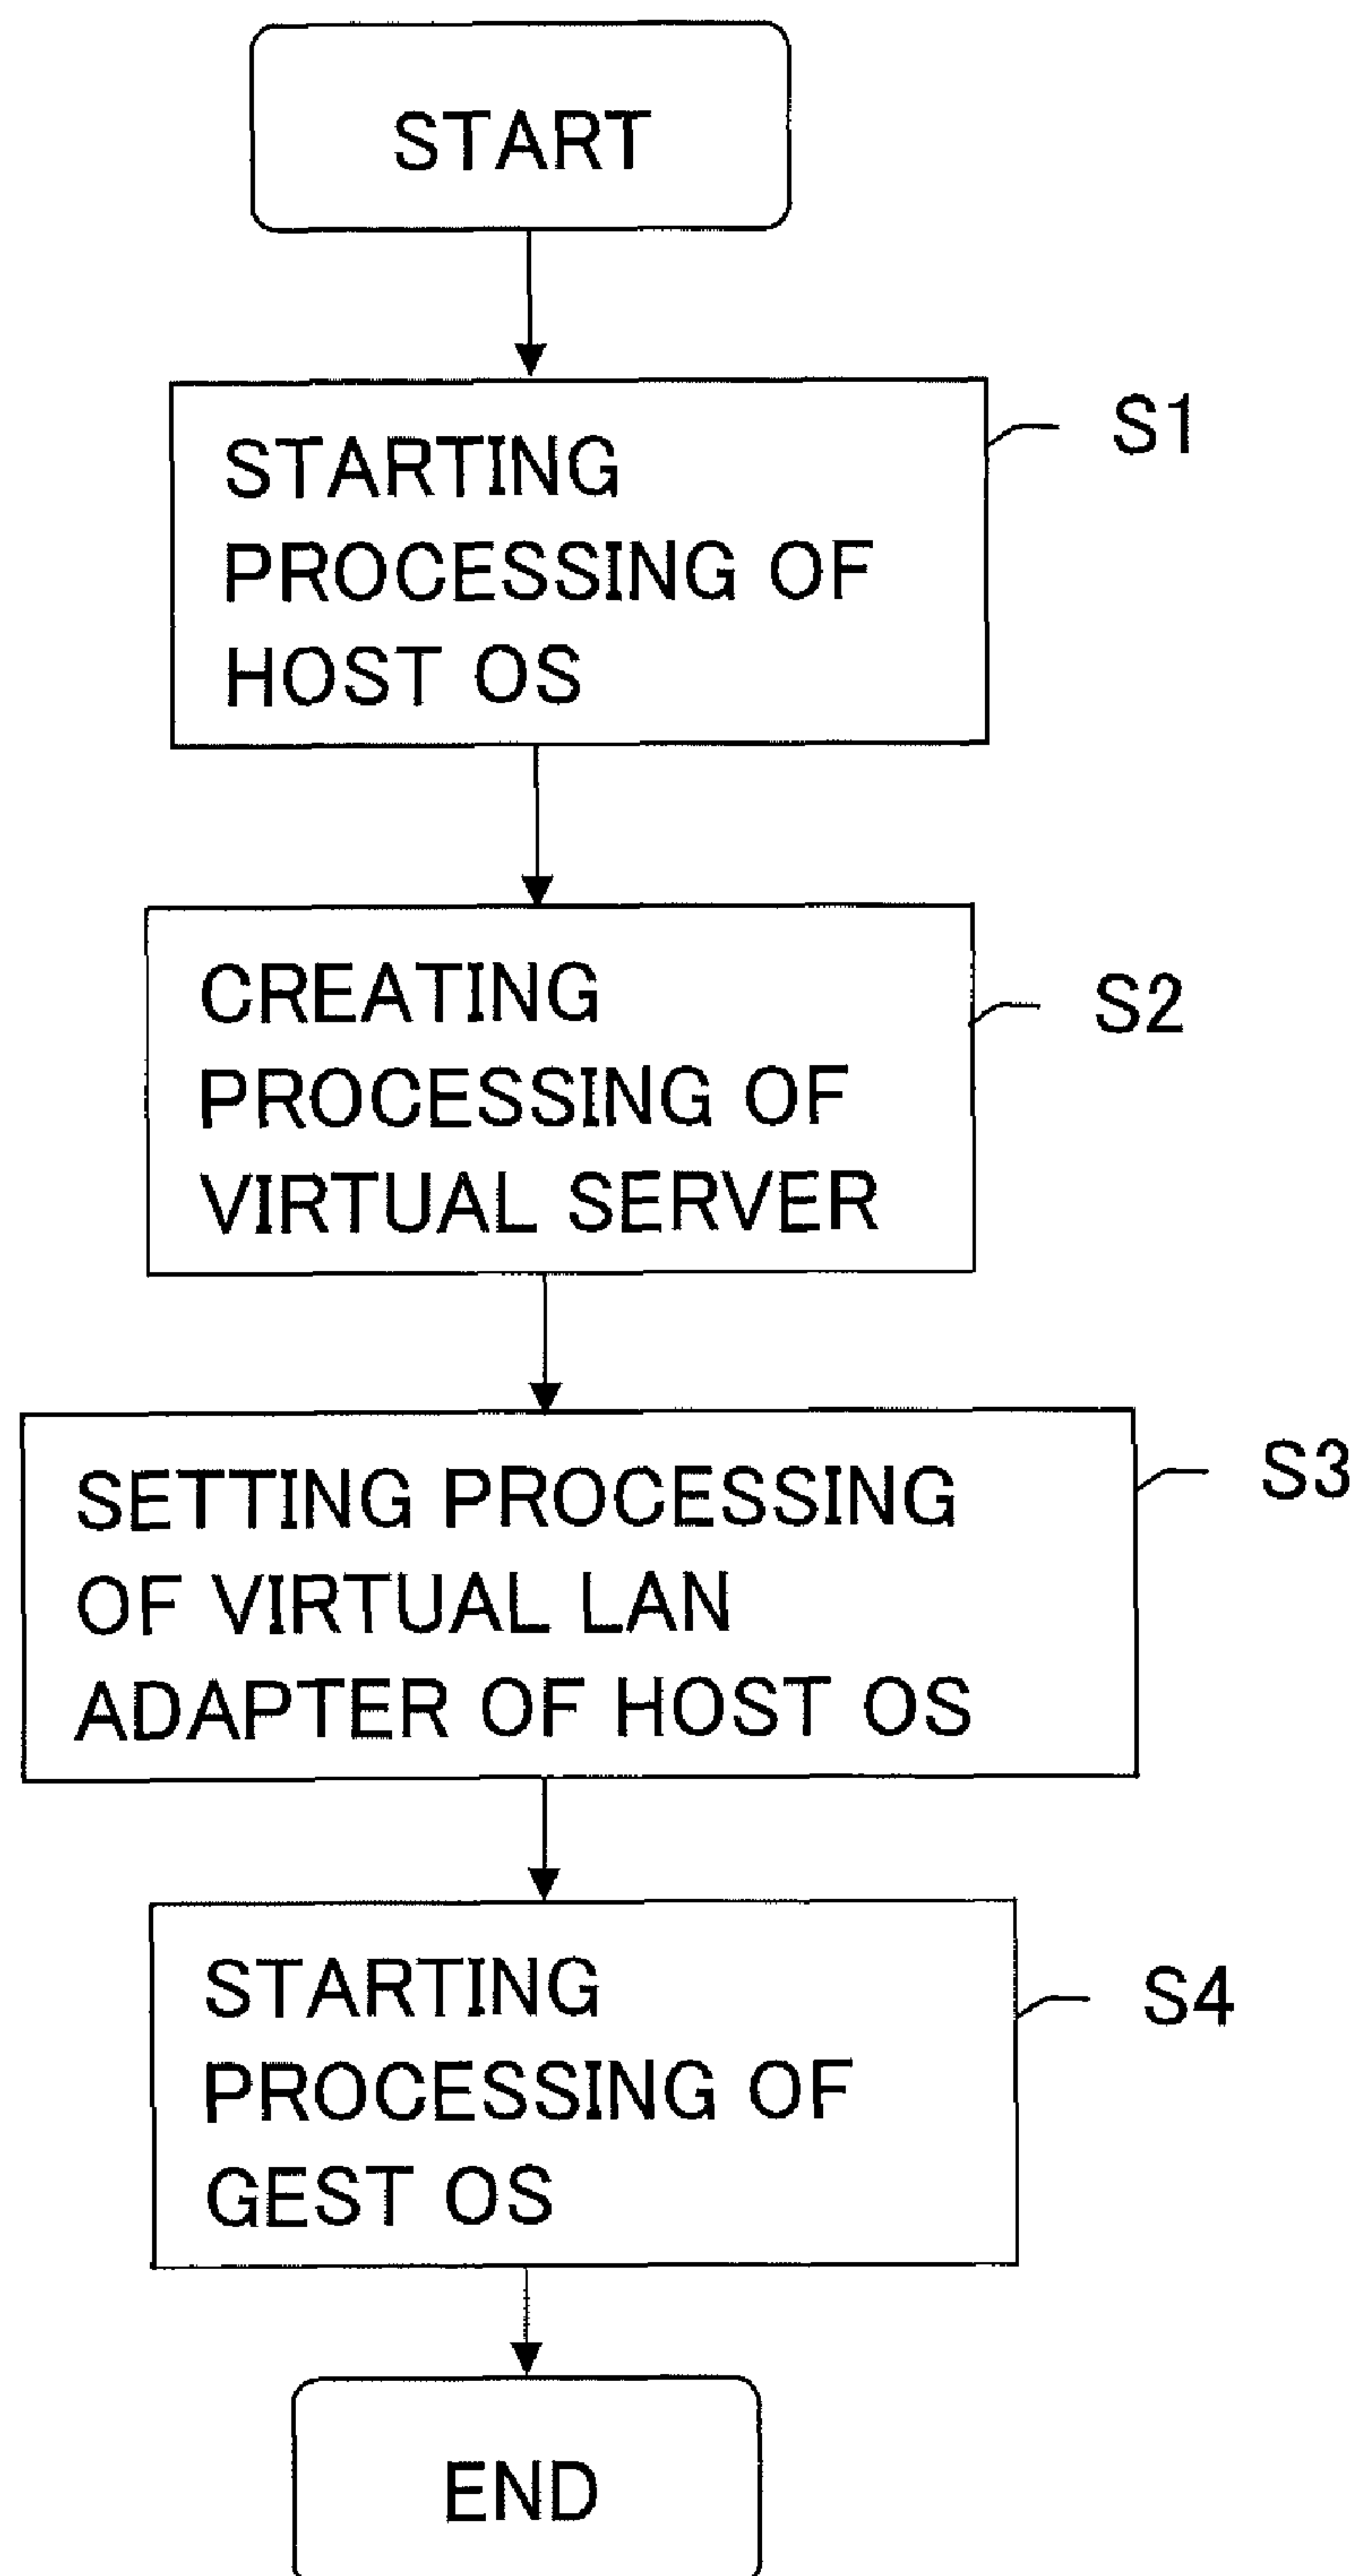 START
STARTING
PROCESSING OF
HOST OS
S1
CREATING
PROCESSING OF
VIRTUAL SERVER
S2
SETTING PROCESSING
OF VIRTUAL LAN
ADAPTER OF HOST OS
S3
STARTING
PROCESSING OF
GEST OS
S4
END